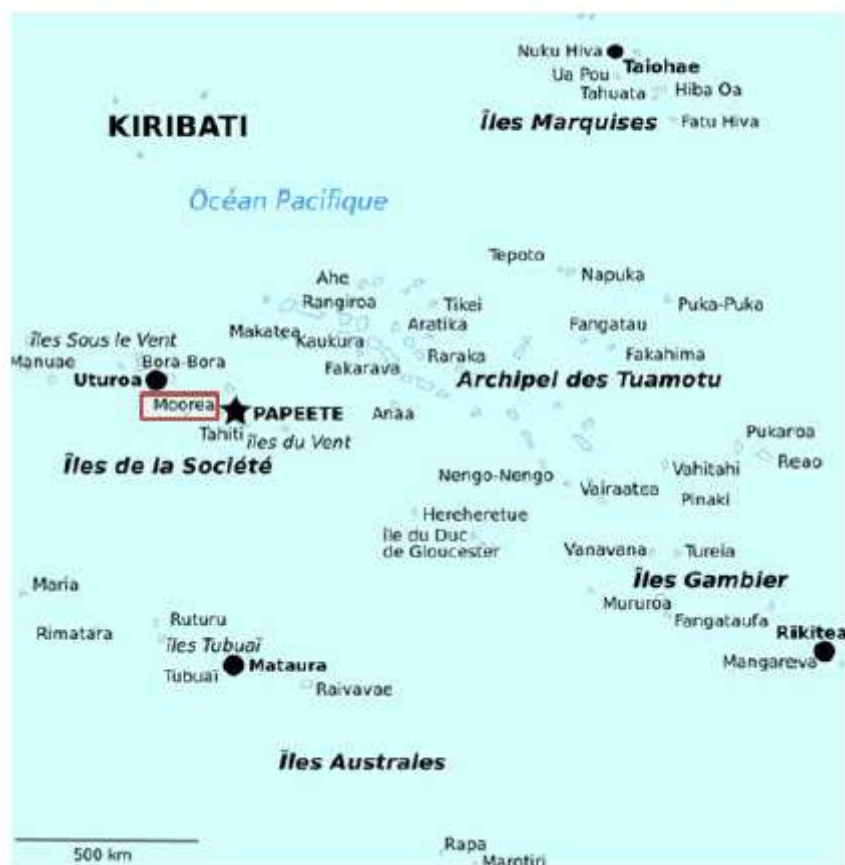 Nuku Hiva
Taiohae
Ua Pou
Tahuata
Hiba Oa
KIRIBATI
Îles Marquises
Fatu Hiva
Océan Pacifique
Tepoto
Napuka
Ahe
Rangiroa
Tikei
Puka-Puka
Makatea
Aratika
Fangatau
îles Sous le Vent
Kaukura
Manuae
Bora-Bora
Raraka
Fakahima
Fakarava
Uturoa
Archipel des Tuamotu
Moorea
PAPEETE
Anaa
Tahiti
îles du Vent
Pukaroa
Îles de la Société
Vahitahi
Reao
Nengo-Nengo
Vairaatea
Pinaki
Hereheretue
île du Duc
de Gloucester
Vanavana
Tureia
Maria
Îles Gambier
Mururoa
Ruturu
Fangataufa
Rimatara
Rikitea
îles Tubuaï
Mataura
Mangareva
Tubuaï
Raivavae
Îles Australes
500 km
Rapa
Marotiri